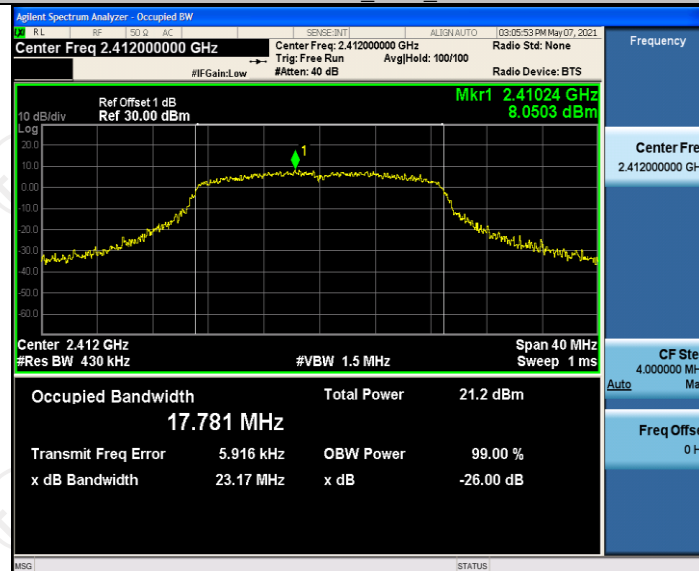 Agilent Spectrum Analyzer - Occupied BW
RL RF 50 Ω AC SENSE:INT ALIGN AUTO 03:05:53 PM May 07, 2021
Center Freq 2.412000000 GHz Center Freq: 2.412000000 GHz Radio Std: None Frequency
Trig: Free Run Avg|Hold: 100/100
#IFGain:Low #Atten: 40 dB Radio Device: BTS
Mkr1 2.41024 GHz
Ref Offset 1 dB
10 dB/div Ref 30.00 dBm 8.0503 dBm
Log
20.0
1
10.0
0.00
-10.0
-20.0
-30.0
-40.0
-50.0
-60.0
Center Fre
2.412000000 GH
Center 2.412 GHz Span 40 MHz
#Res BW 430 kHz #VBW 1.5 MHz Sweep 1 ms
CF Ste
4.000000 MH
Auto Ma
Occupied Bandwidth Total Power 21.2 dBm
17.781 MHz
Freq Offs
0 H
Transmit Freq Error 5.916 kHz OBW Power 99.00 %
x dB Bandwidth 23.17 MHz x dB -26.00 dB
MSG STATUS